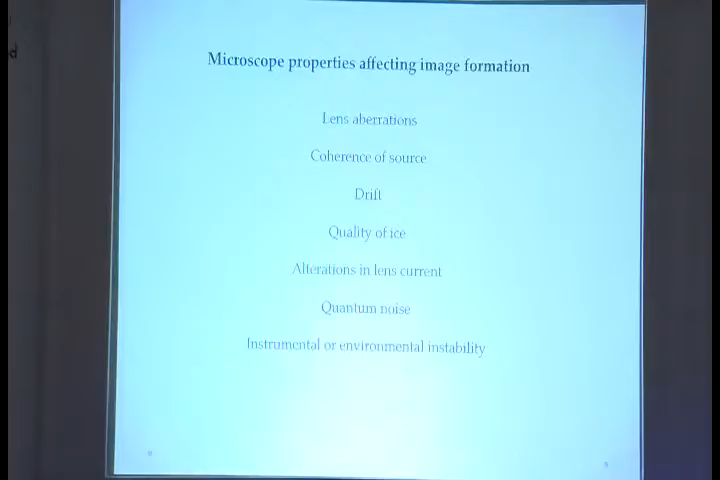 Microscope properties affecting image formation
Lens aberrations
Coherence of source
Drift
Quality of ice
Alterations in lens current
Quantum noise
Instrumental or environmental instability